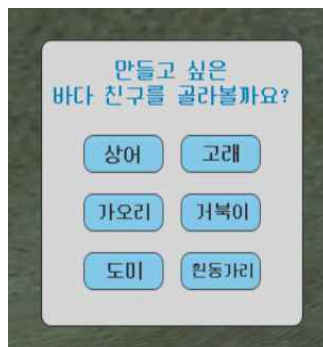 만들고 싶은
바다 친구를 골라볼까요?
상어 고래
가오리 거북이
도미 흰동가리